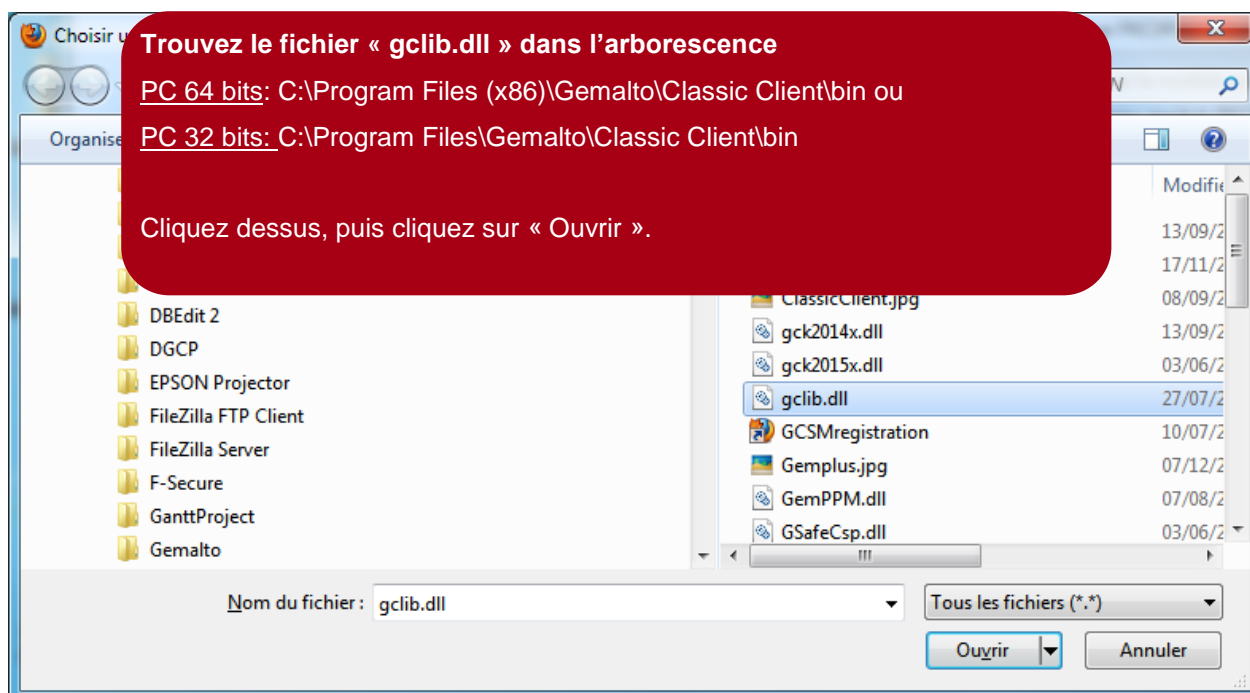 Choisir u
Trouvez le fichier « gclib.dll » dans l’arborescence
PC 64 bits: C:\Program Files (x86)\Gemalto\Classic Client\bin ou
PC 32 bits: C:\Program Files\Gemalto\Classic Client\bin
Cliquez dessus, puis cliquez sur « Ouvrir ».
Organise
Modifie
13/09/2
17/11/2
ClassicClient.jpg 08/09/2
DBEdit 2
DGCP
EPSON Projector
FileZilla FTP Client
FileZilla Server
F-Secure
GanttProject
Gemalto
gck2014x.dll 13/09/2
gck2015x.dll 03/06/2
gclib.dll 27/07/2
GCSMregistration 10/07/2
Gemplus.jpg 07/12/2
GemPPM.dll 07/08/2
GSafeCsp.dll 03/06/2
Nom du fichier : gclib.dll
Tous les fichiers (*.*)
Ouvrir
Annuler